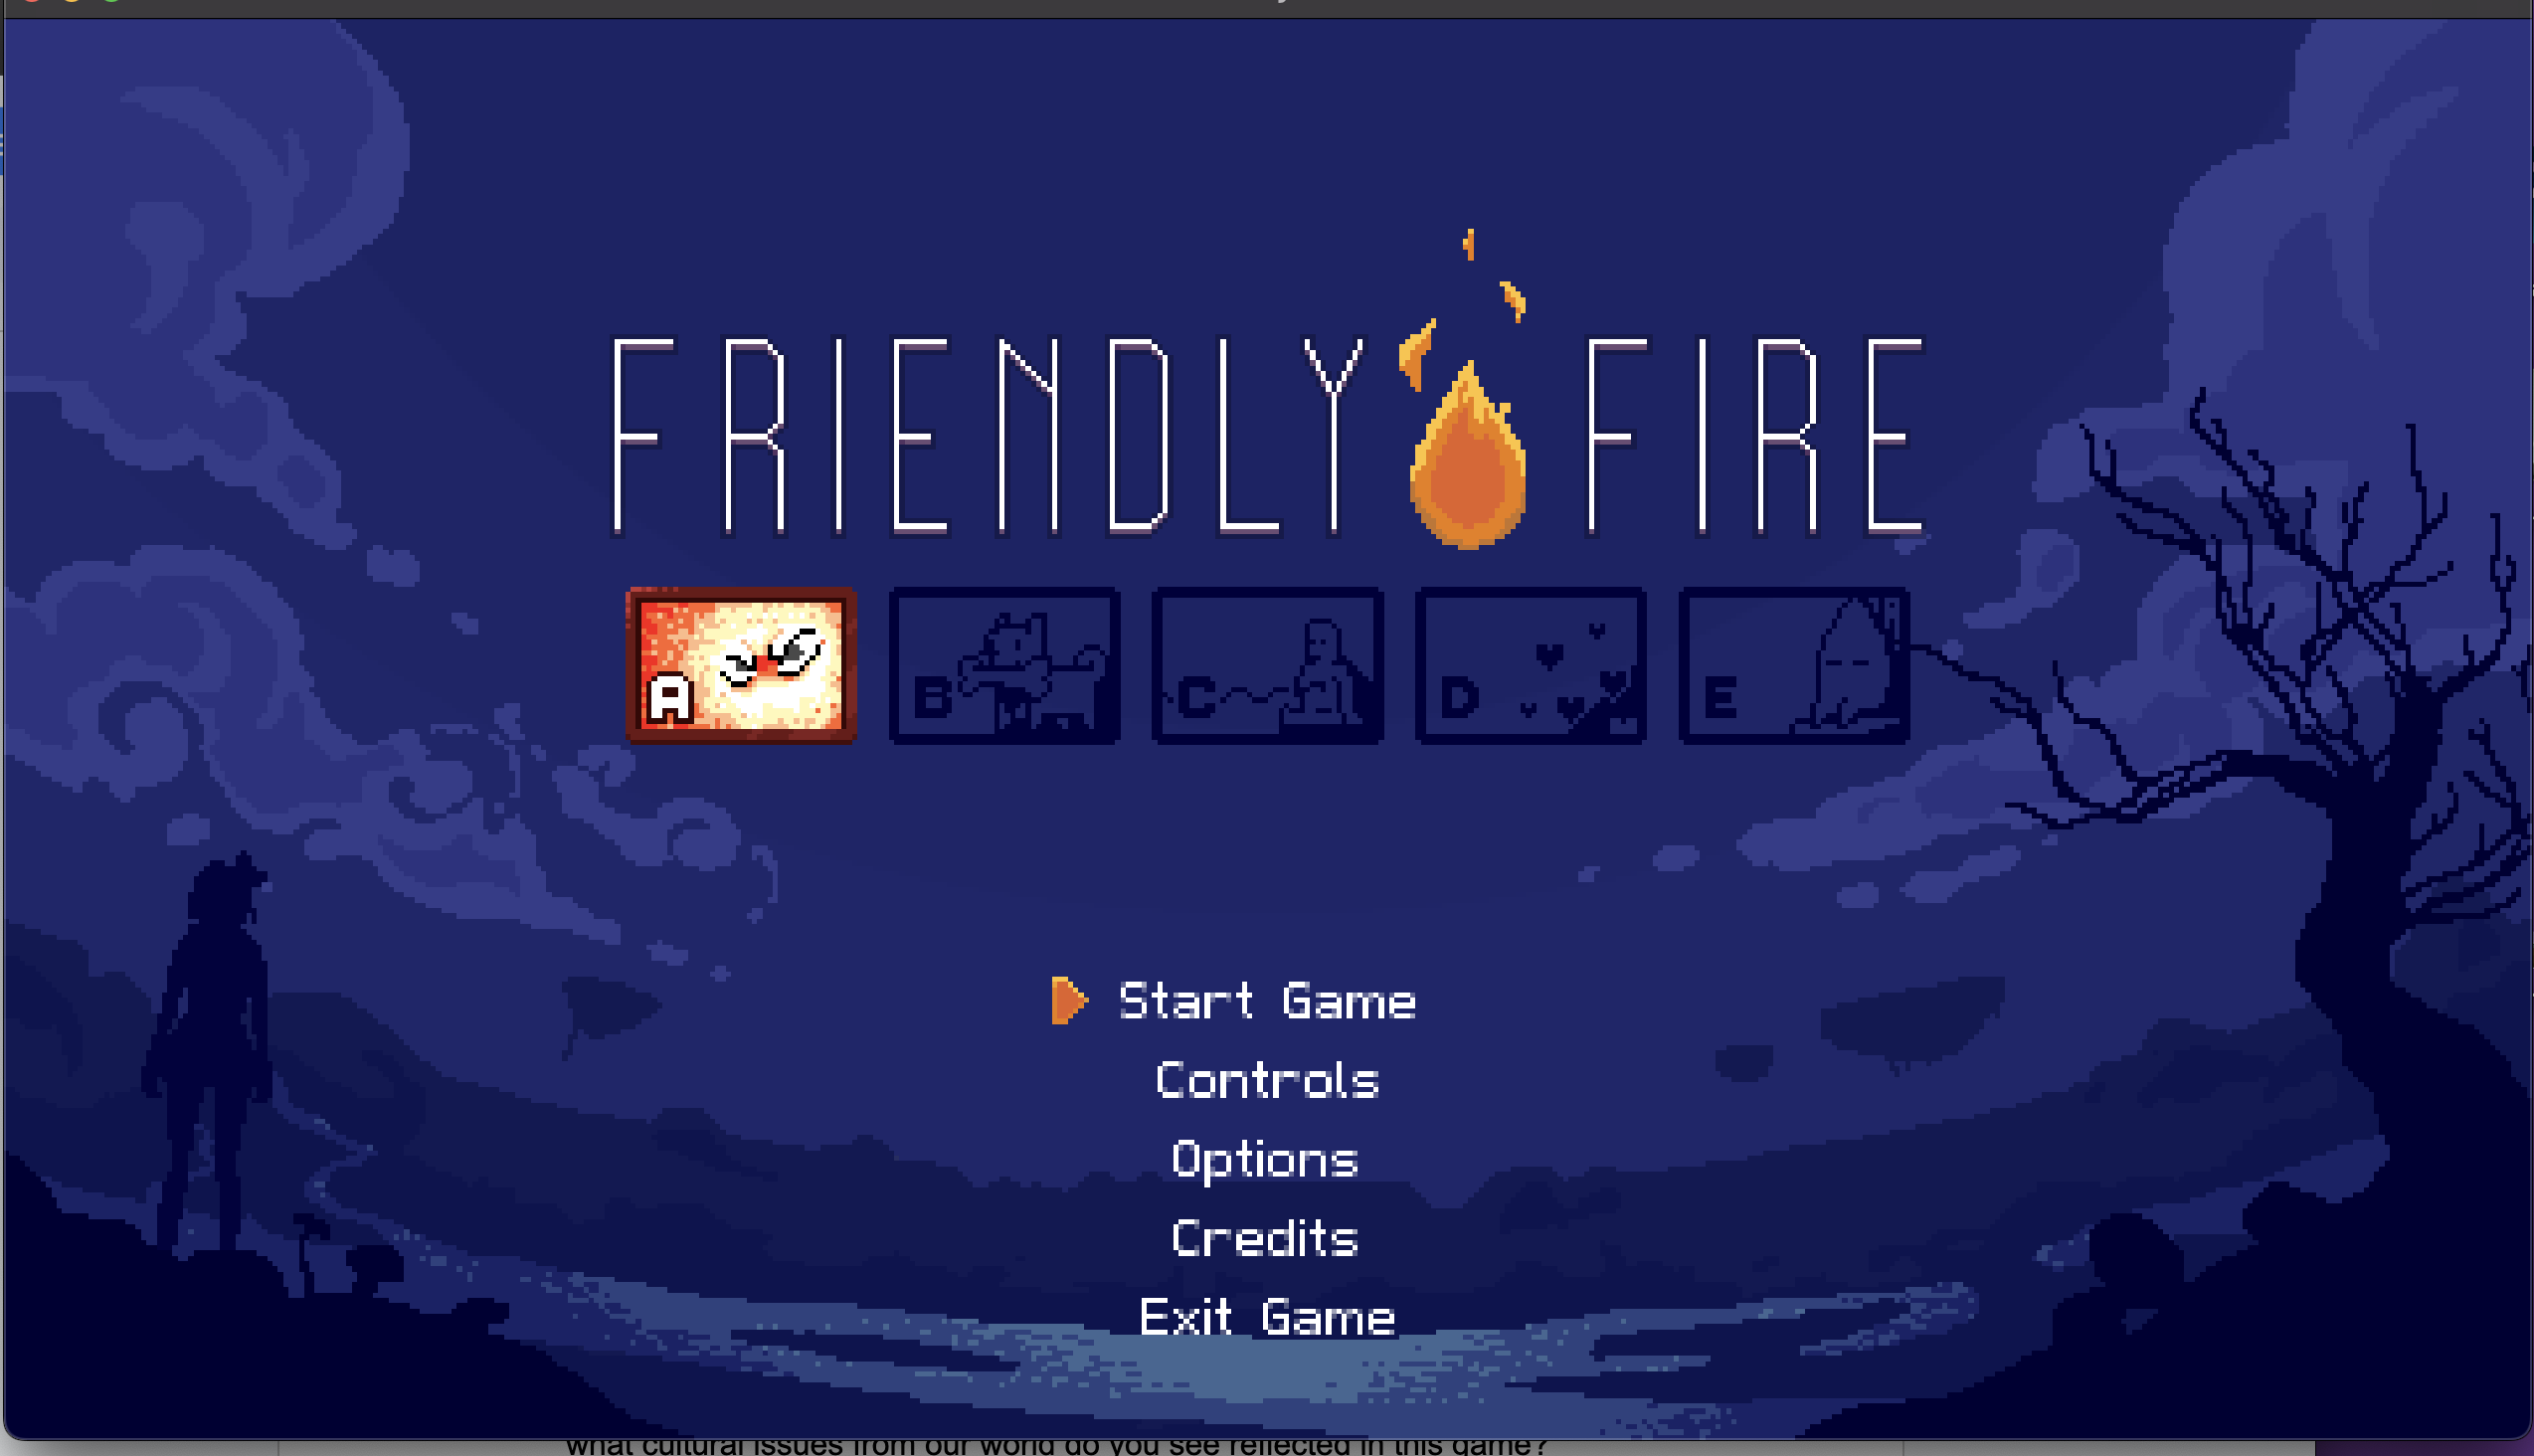 FRIENDLY FIRE
A B C D E
Start Game
Controls
Options
Credits
Exit Game
what cultural issues from our world do you see reflected in this game?